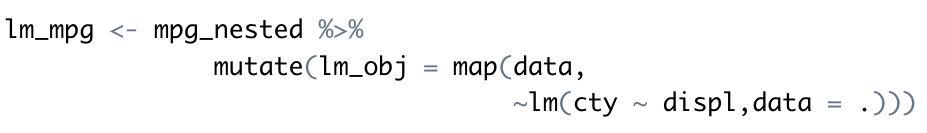 lm_mpg <- mpg_nested %>%
mutate(lm_obj = map(data,
~lm(cty ~ displ,data = .)))